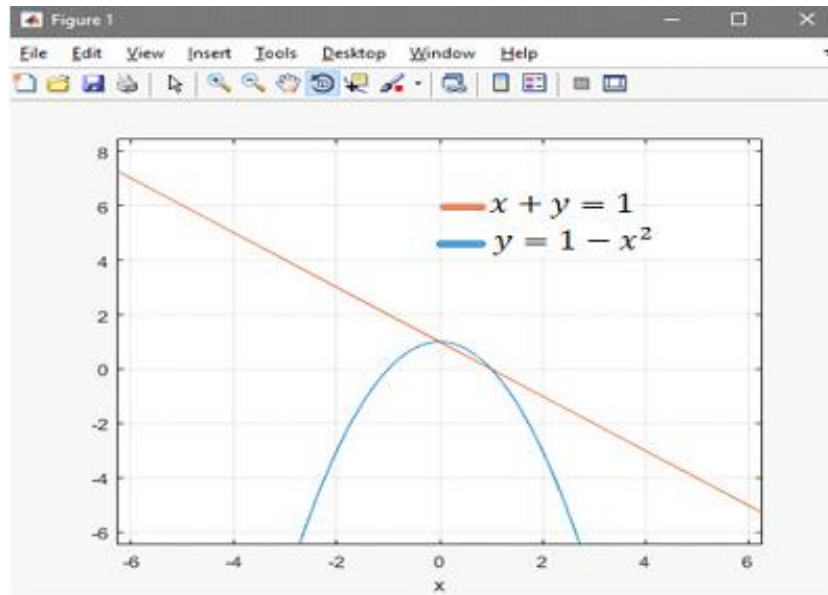 Figure 1
File Edit View Insert Tools Desktop Window Help
8
6
4
2
0
-2
-4
-6
x + y = 1
y = 1 − x²
-6 -4 -2 0 2 4 6
x